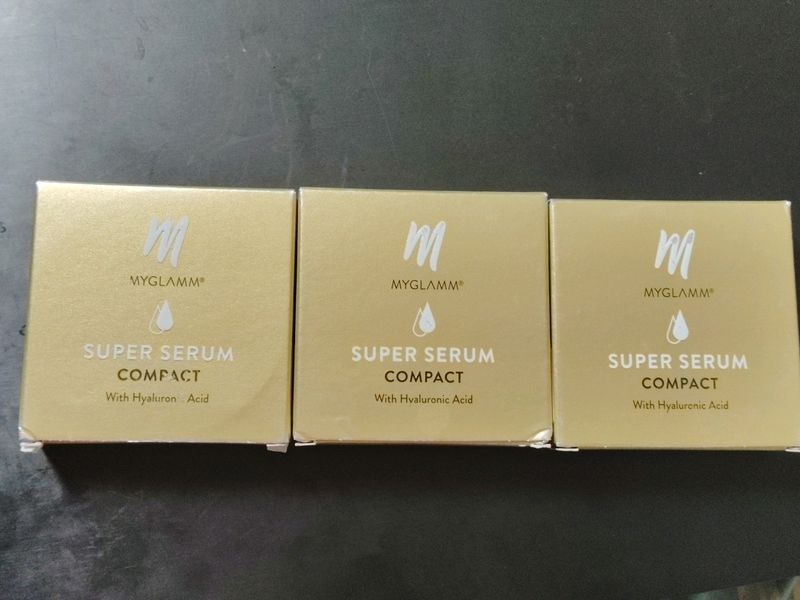 M
MYGLAMM®
SUPER SERUM
COMPACT
With Hyaluron Acid
M
MYGLAMM®
SUPER SERUM
COMPACT
With Hyaluronic Acid
M
MYGLAMM®
SUPER SERUM
COMPACT
With Hyaluronic Acid